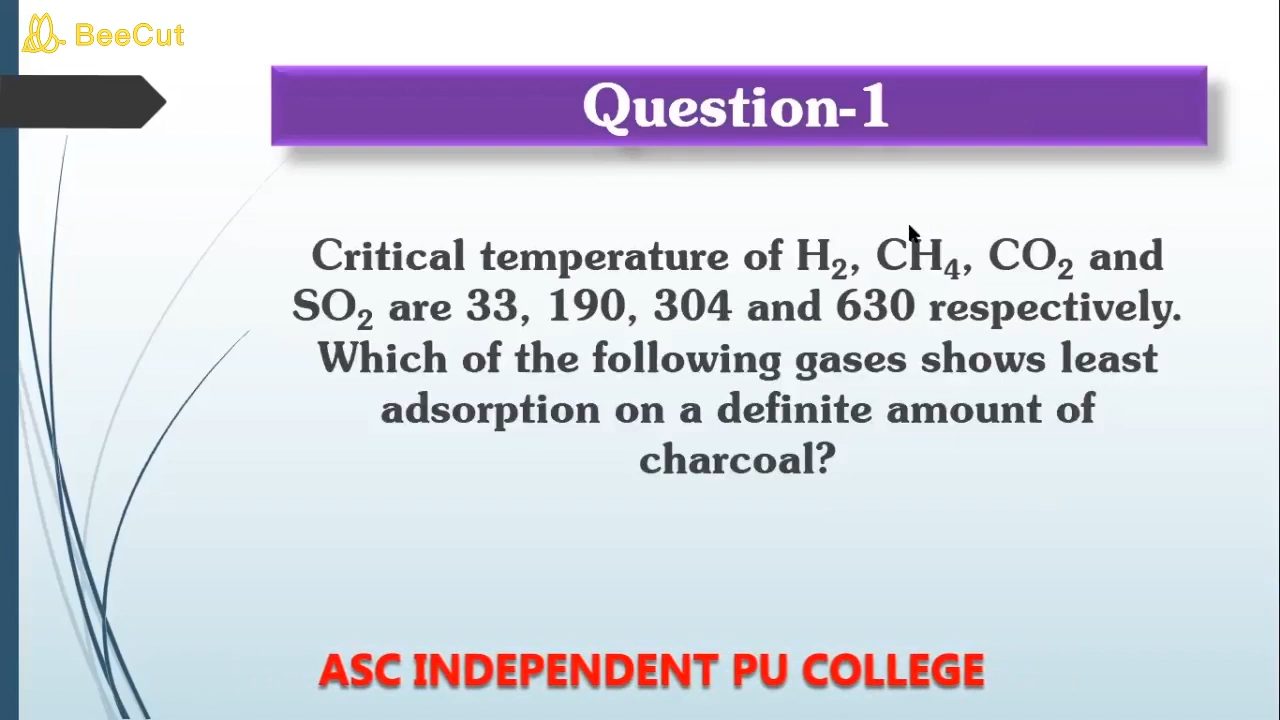 BeeCut
Question-1
Critical temperature of H₂, CH₄, CO₂ and
SO₂ are 33, 190, 304 and 630 respectively.
Which of the following gases shows least
adsorption on a definite amount of
charcoal?
ASC INDEPENDENT PU COLLEGE